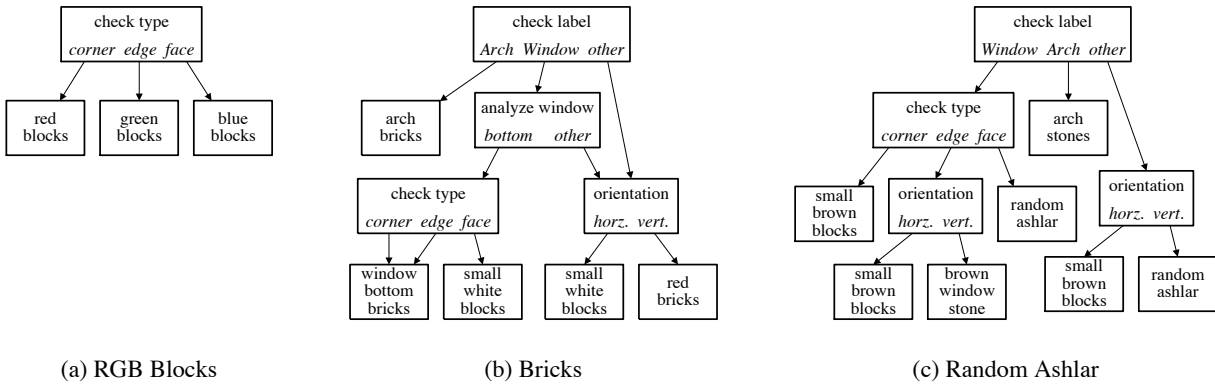 check type
corner edge face
red
blocks
green
blocks
blue
blocks
(a) RGB Blocks
check label
Arch Window other
arch
bricks
analyze window
bottom other
check type
corner edge face
orientation
horz. vert.
window
bottom
bricks
small
white
blocks
small
white
blocks
red
bricks
(b) Bricks
check label
Window Arch other
check type
corner edge face
arch
stones
small
brown
blocks
orientation
horz. vert.
random
ashlar
orientation
horz. vert.
small
brown
blocks
brown
window
stone
small
brown
blocks
random
ashlar
(c) Random Ashlar